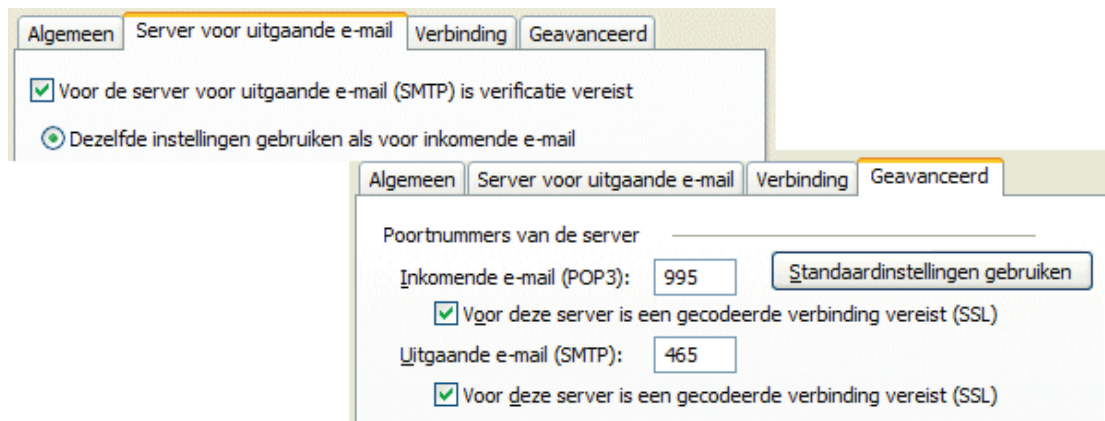 Algemeen Server voor uitgaande e-mail Verbinding Geavanceerd
Voor de server voor uitgaande e-mail (SMTP) is verificatie vereist
Dezelfde instellingen gebruiken als voor inkomende e-mail
Algemeen Server voor uitgaande e-mail Verbinding Geavanceerd
Poortnummers van de server
Inkomende e-mail (POP3): 995 Standaardinstellingen gebruiken
Voor deze server is een gecodeerde verbinding vereist (SSL)
Uitgaande e-mail (SMTP): 465
Voor deze server is een gecodeerde verbinding vereist (SSL)